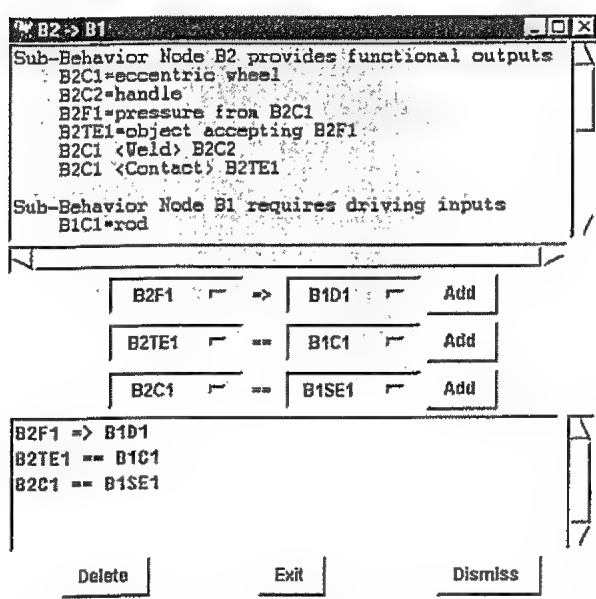 B2 -> B1
Sub-Behavior Node B2 provides functional outputs
B2C1=eccentric wheel
B2C2=handle
B2F1=pressure from B2C1
B2TE1=object accepting B2F1
B2C1 <Weld> B2C2
B2C1 <Contact> B2TE1
Sub-Behavior Node B1 requires driving inputs
B1C1=rod
B2F1 => B1D1 Add
B2TE1 == B1C1 Add
B2C1 == B1SE1 Add
B2F1 => B1D1
B2TE1 == B1C1
B2C1 == B1SE1
Delete Exit Dismiss